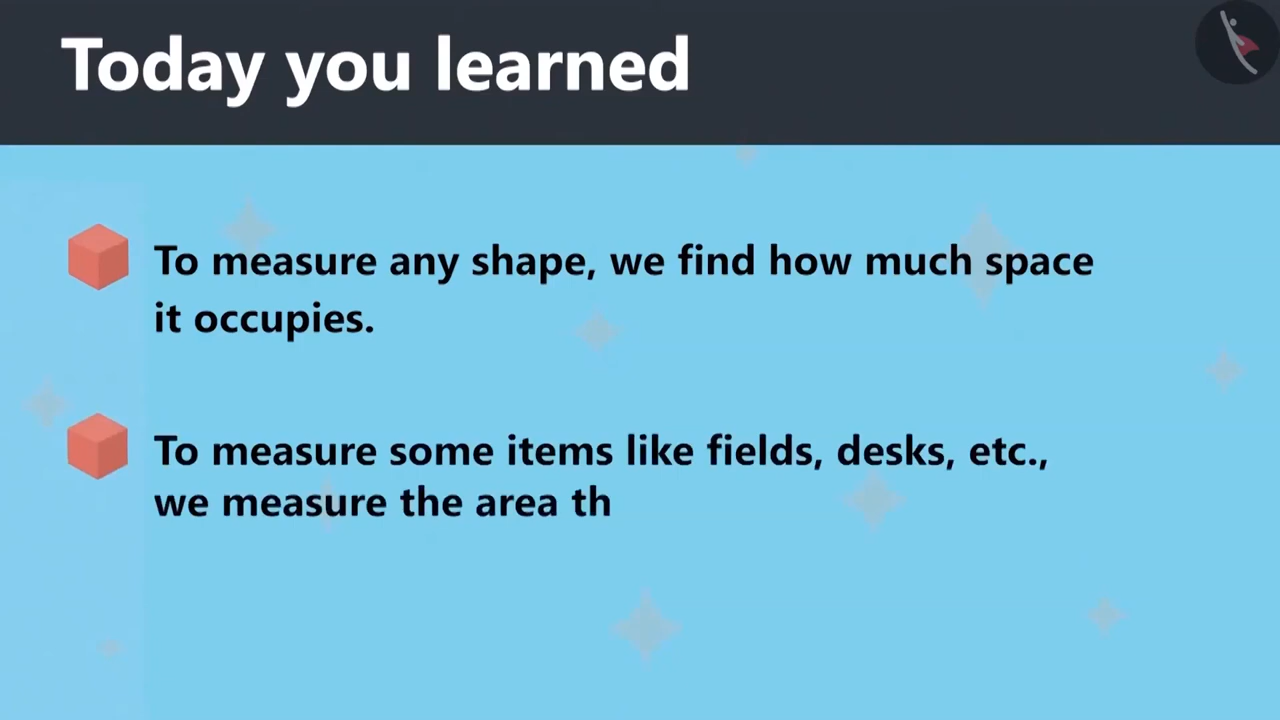 Today you learned
To measure any shape, we find how much space
it occupies.
To measure some items like fields, desks, etc.,
we measure the area th